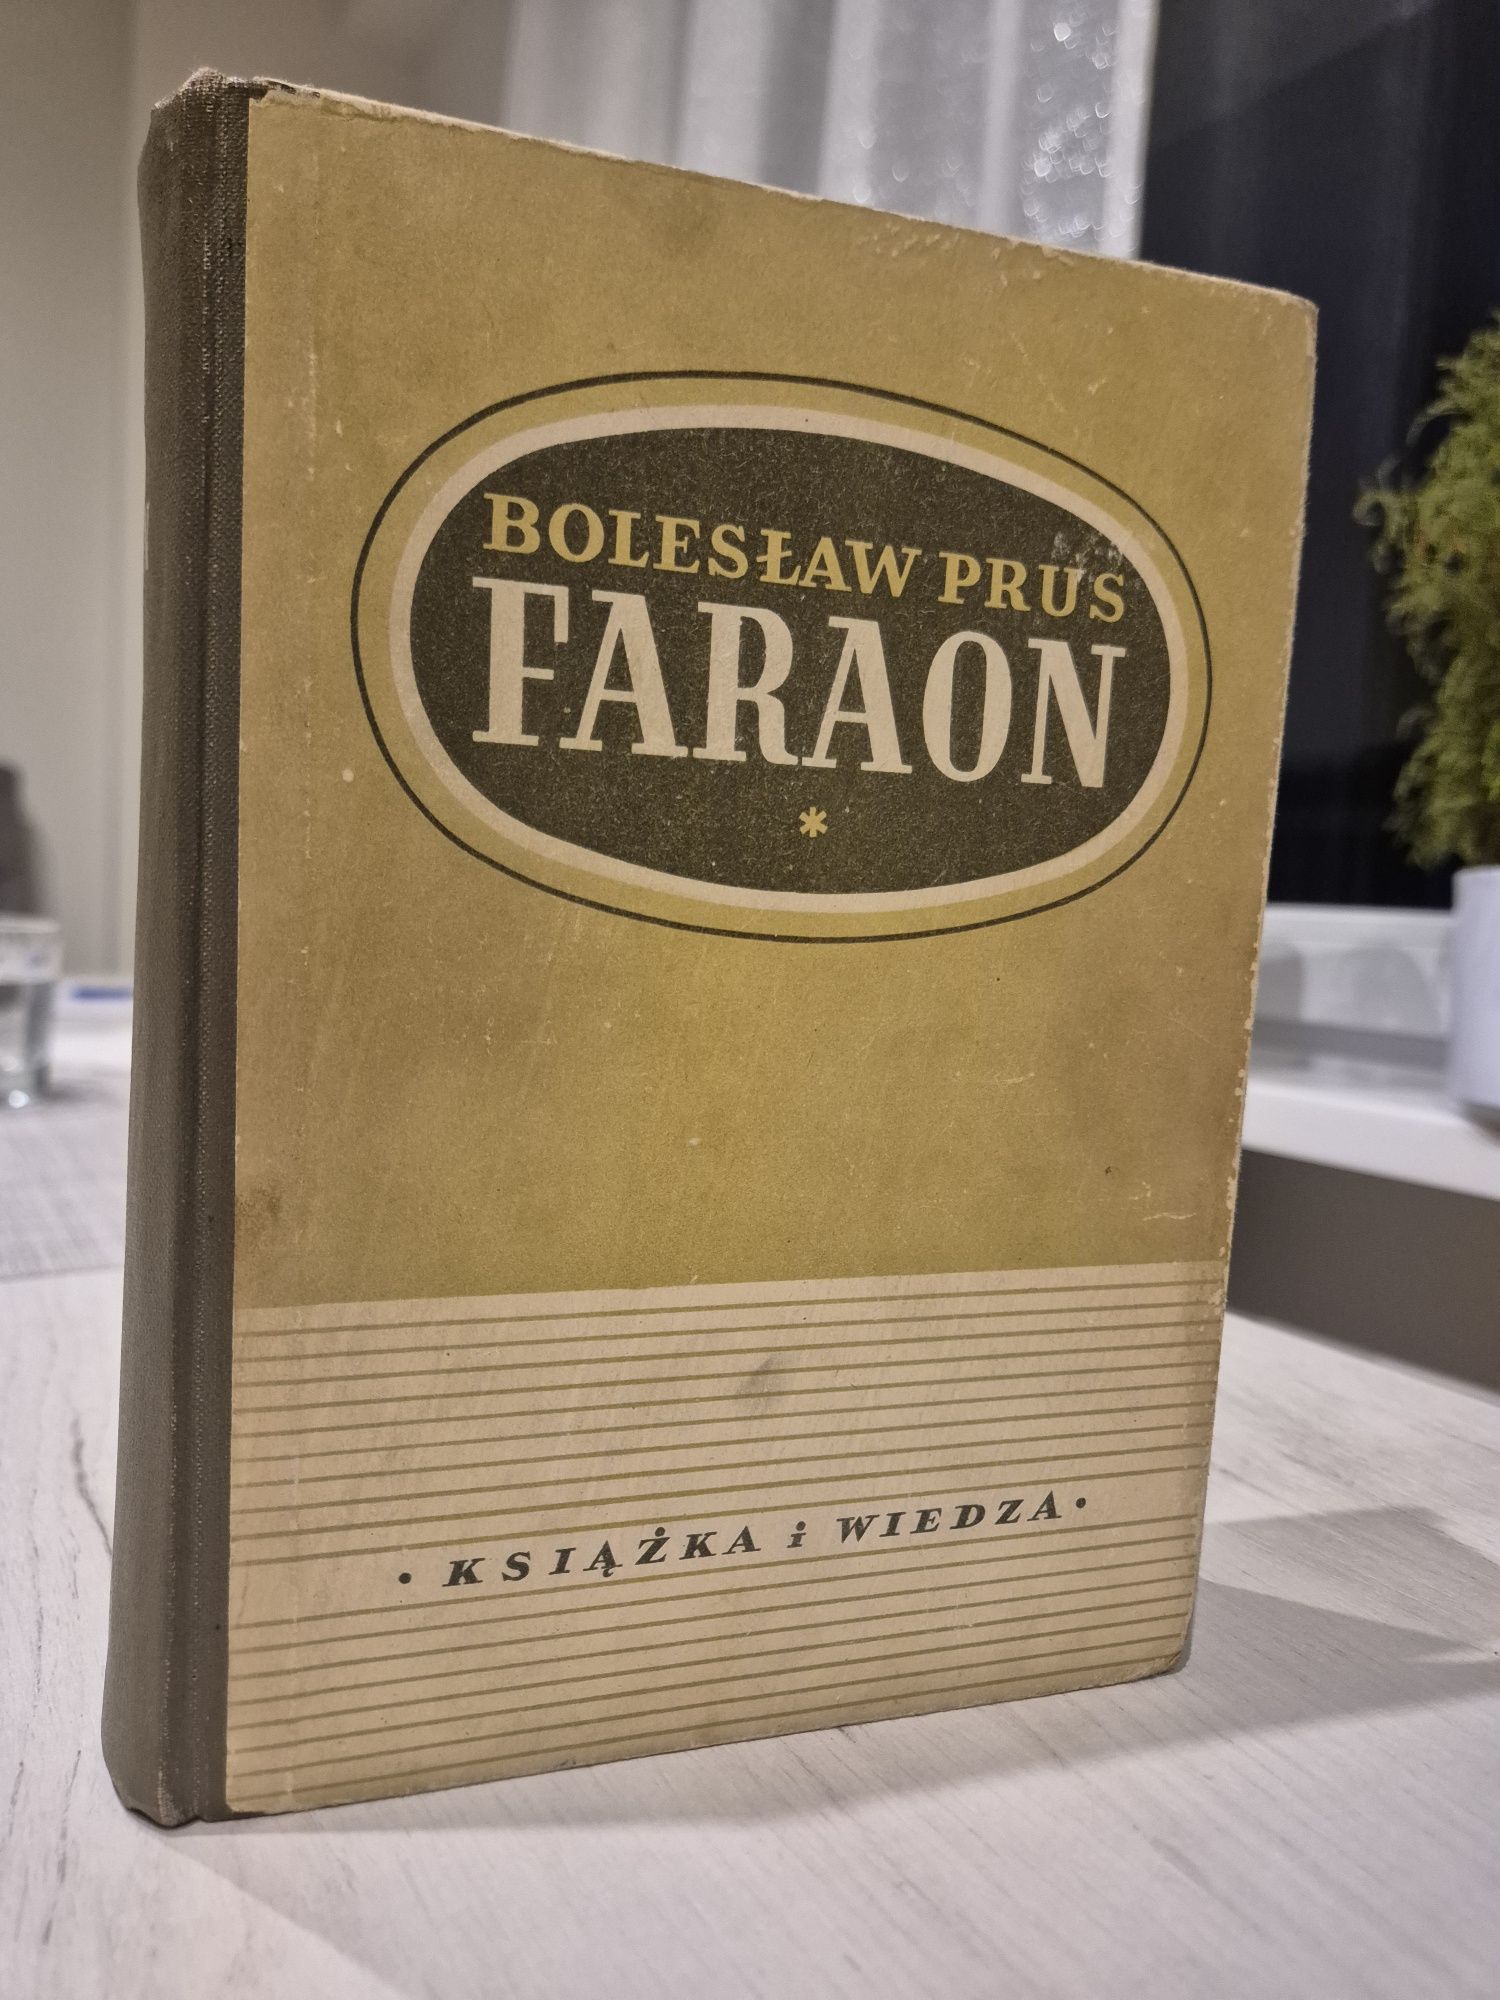 BOLESŁAW PRUS
FARAON
*
• KSIĄŻKA i WIEDZA •